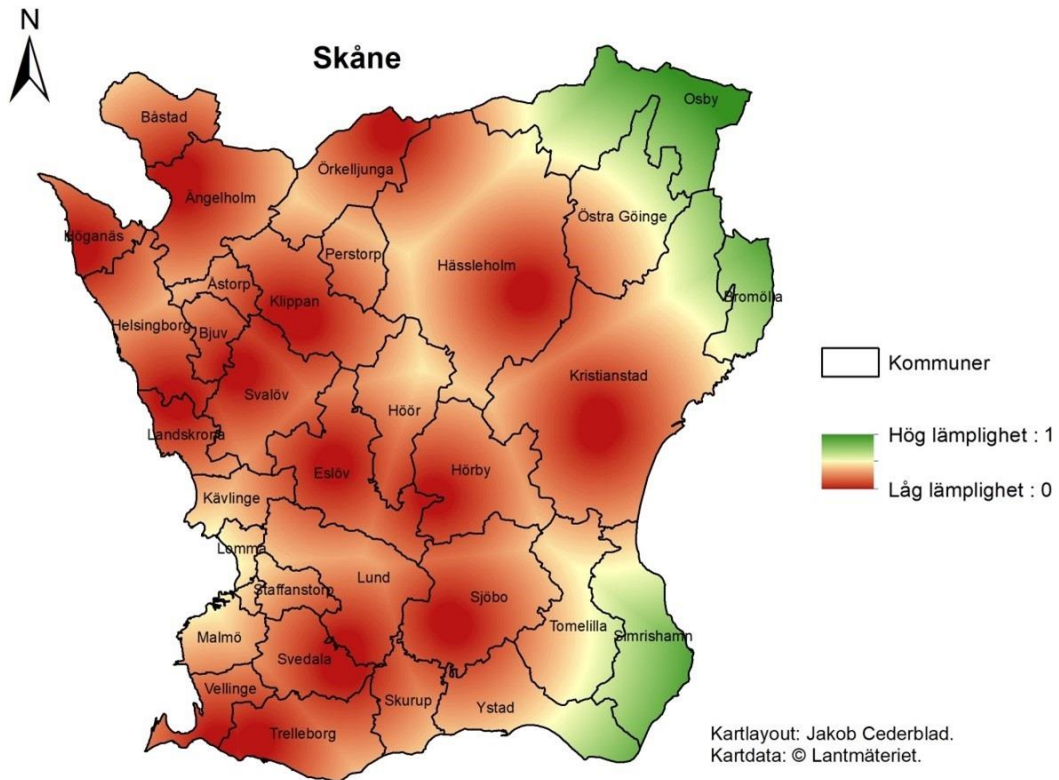 N
Skåne
Osby
Båstad
Örkelljunga
Ängelholm
Östra Göinge
Höganäs
Perstorp
Hässleholm
Åstorp
Klippan
Bromölla
Helsingborg
Bjuv
Kristianstad
Svalöv
Höör
Landskrona
Eslöv
Hörby
Kävlinge
Lomma
Lund
Staffanstorp
Sjöbo
Malmö
Tomelilla
Simrishamn
Svedala
Vellinge
Skurup
Ystad
Trelleborg
Kommuner
Hög lämplighet : 1
Låg lämplighet : 0
Kartlayout: Jakob Cederblad.
Kartdata: © Lantmäteriet.